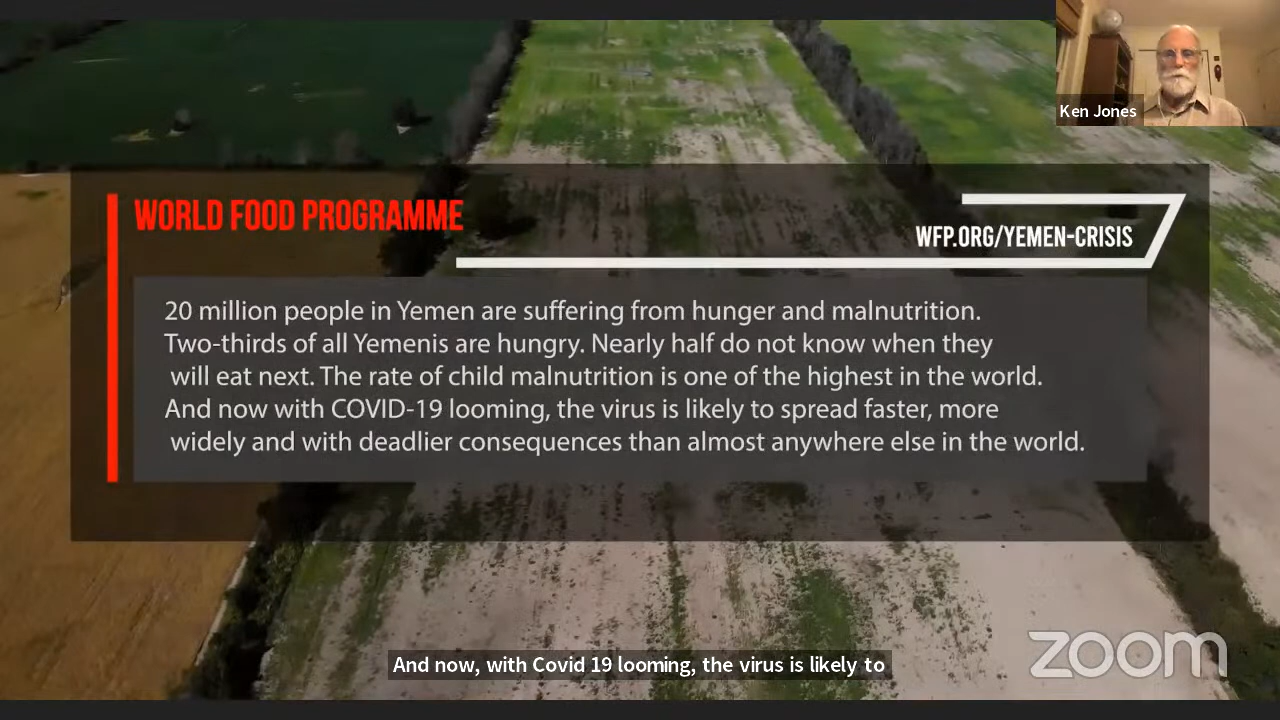 Ken Jones
WORLD FOOD PROGRAMME
WFP.ORG/YEMEN-CRISIS
20 million people in Yemen are suffering from hunger and malnutrition.
Two-thirds of all Yemenis are hungry. Nearly half do not know when they
will eat next. The rate of child malnutrition is one of the highest in the world.
And now with COVID-19 looming, the virus is likely to spread faster, more
widely and with deadlier consequences than almost anywhere else in the world.
zoom
And now, with Covid 19 looming, the virus is likely to